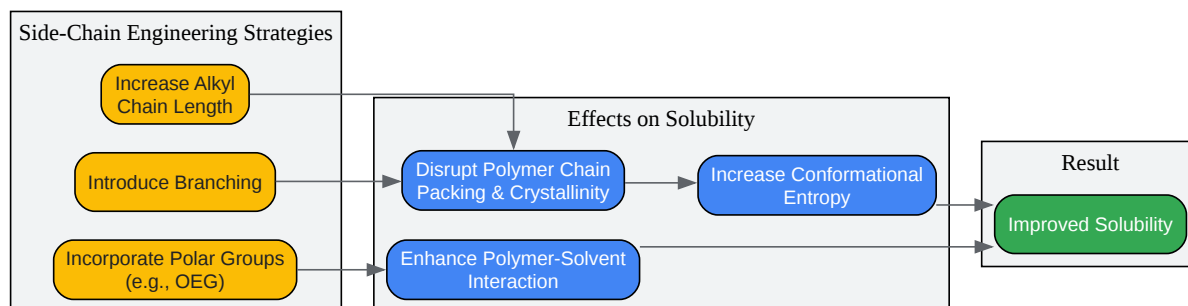 Side-Chain Engineering Strategies
Increase Alkyl
Chain Length
Introduce Branching
Incorporate Polar Groups
(e.g., OEG)
Effects on Solubility
Disrupt Polymer Chain
Packing & Crystallinity
Increase Conformational
Entropy
Enhance Polymer-Solvent
Interaction
Result
Improved Solubility